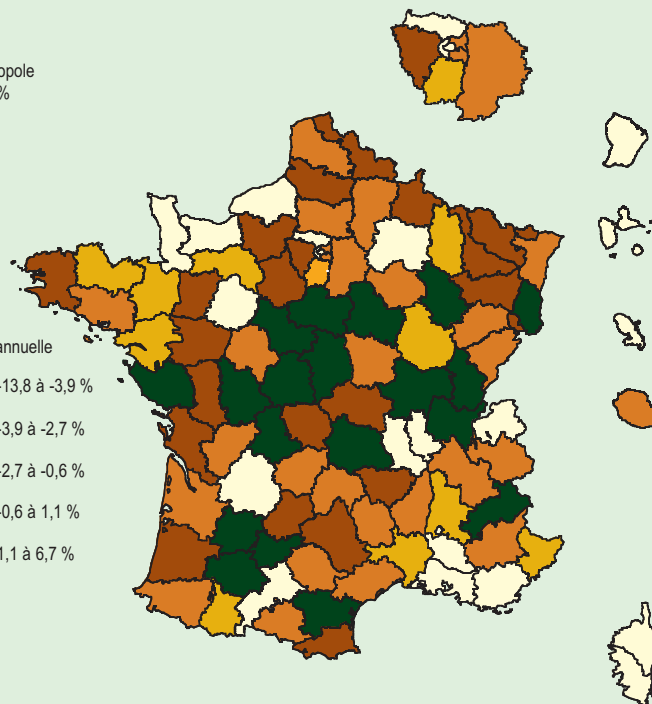 opole
%
annuelle
-13,8 à -3,9 %
-3,9 à -2,7 %
-2,7 à -0,6 %
-0,6 à 1,1 %
1,1 à 6,7 %